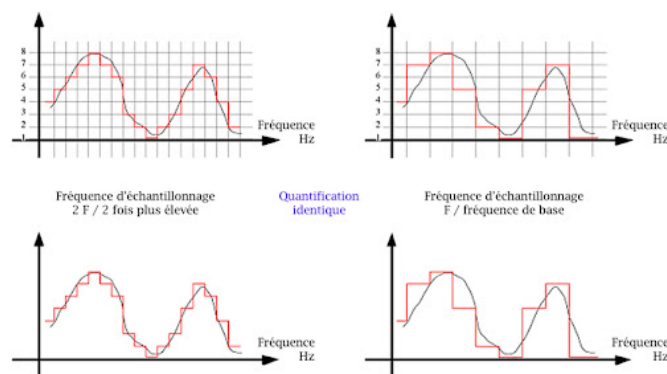 8
7
6
5
4
3
2
1
Fréquence
Hz
8
7
6
5
4
3
2
1
Fréquence
Hz
Fréquence d'échantillonnage
2 F / 2 fois plus élevée
Quantification
identique
Fréquence d'échantillonnage
F / fréquence de base
Fréquence
Hz
Fréquence
Hz